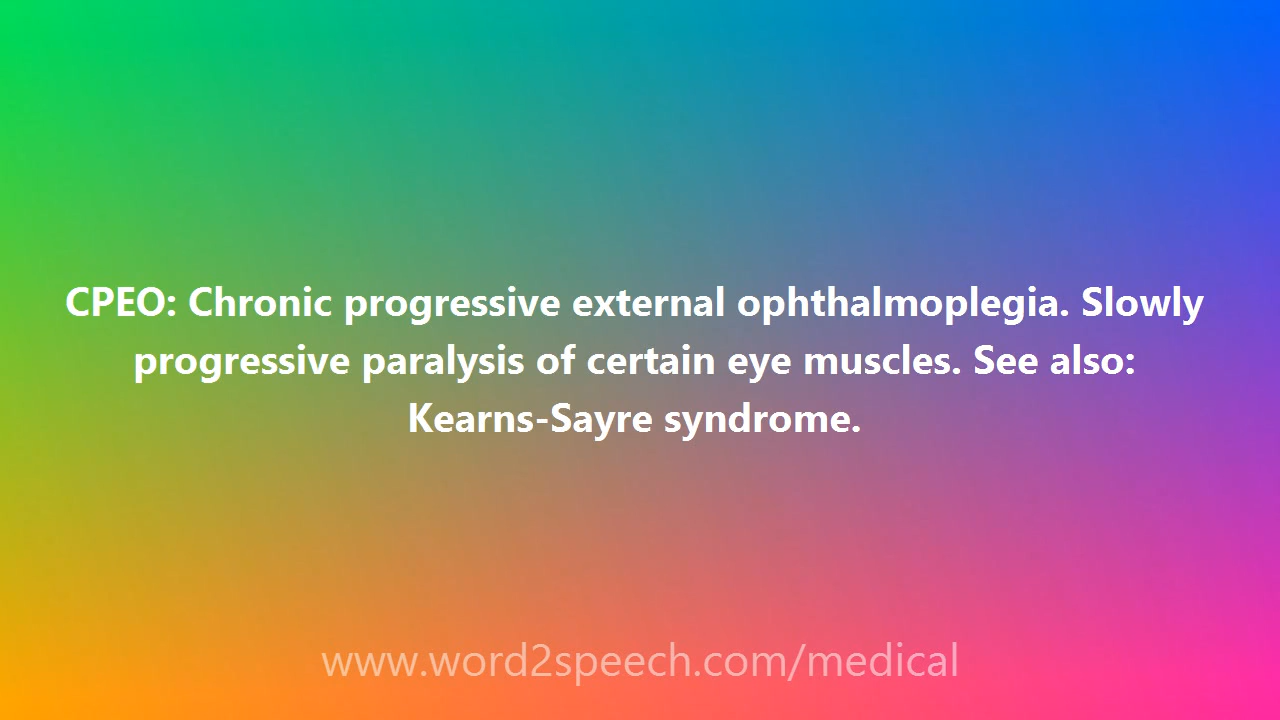 CPEO: Chronic progressive external ophthalmoplegia. Slowly
progressive paralysis of certain eye muscles. See also:
Kearns-Sayre syndrome.
www.word2speech.com/medical